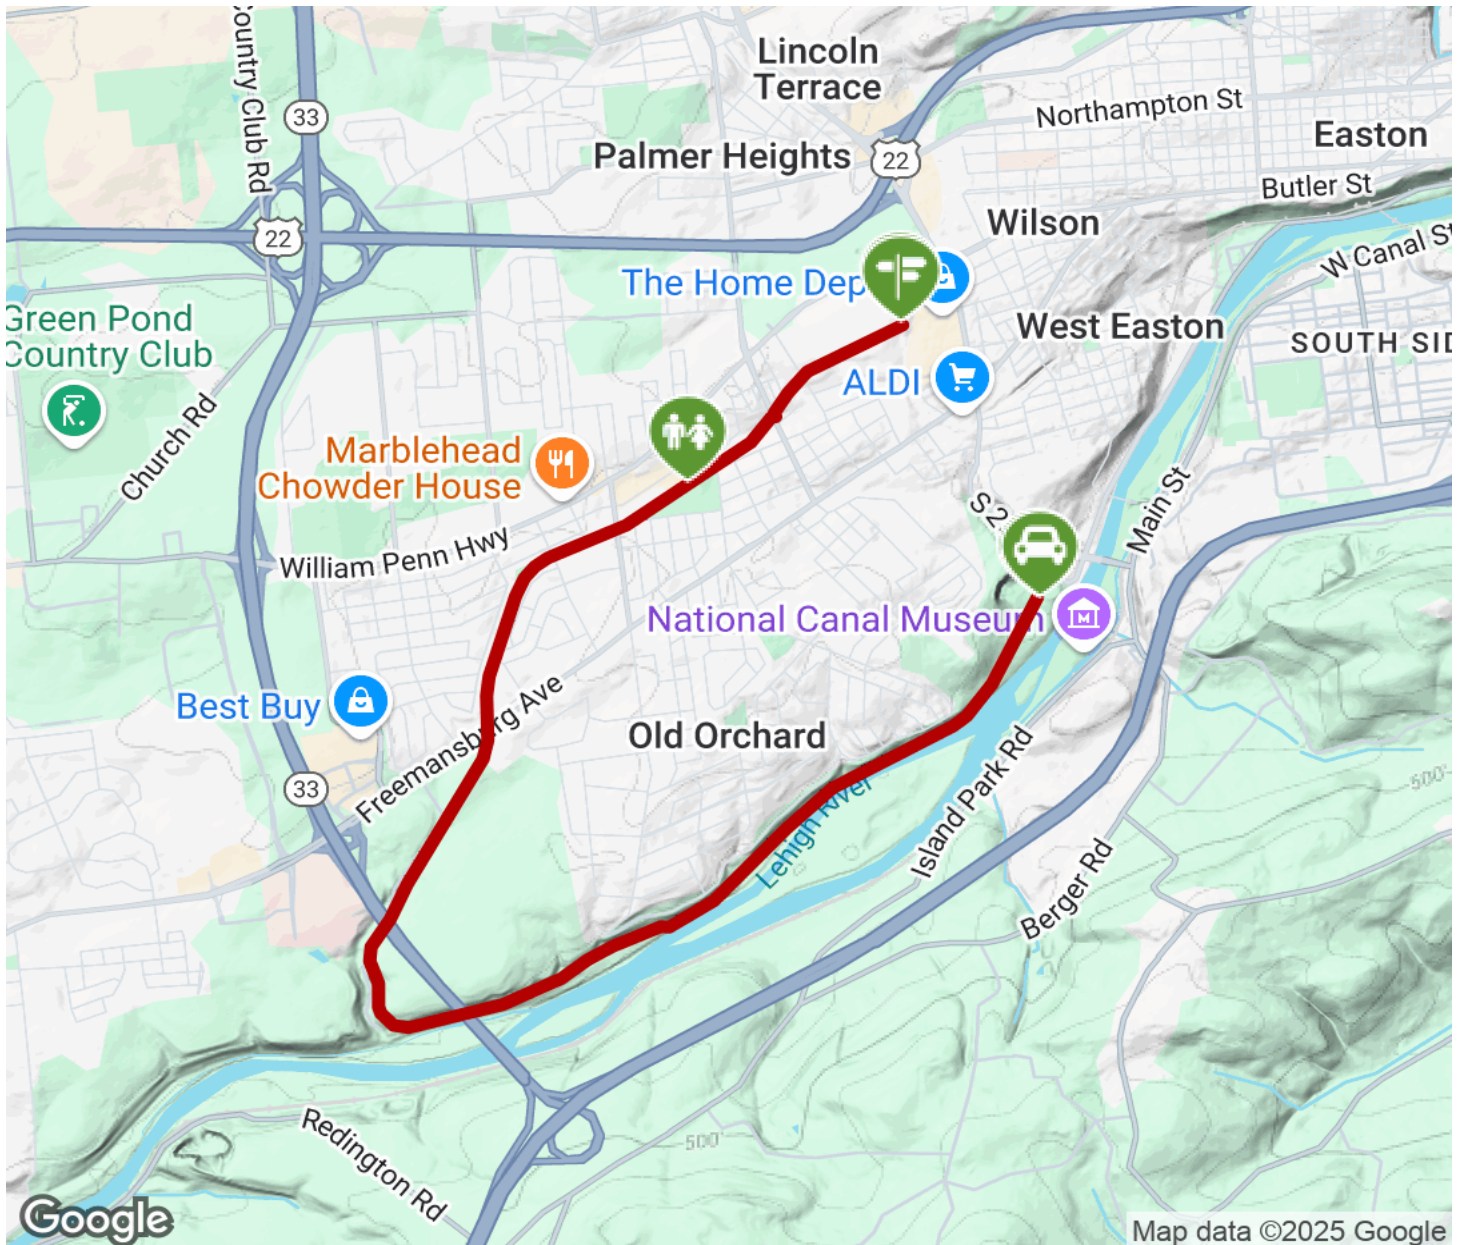 Country Club Rd
33
Lincoln
Terrace
Northampton St
Easton
Palmer Heights
22
Butler St
22
Wilson
W Canal St
The Home Dep
Green Pond
Country Club
West Easton
SOUTH SID
ALDI
Church Rd
Marblehead
Chowder House
S 2
Main St
William Penn Hwy
National Canal Museum
Best Buy
Freemansburg Ave
Old Orchard
33
Lehigh River
Island Park Rd
500'
Berger Rd
Redington Rd
500'
Google
Map data ©2025 Google